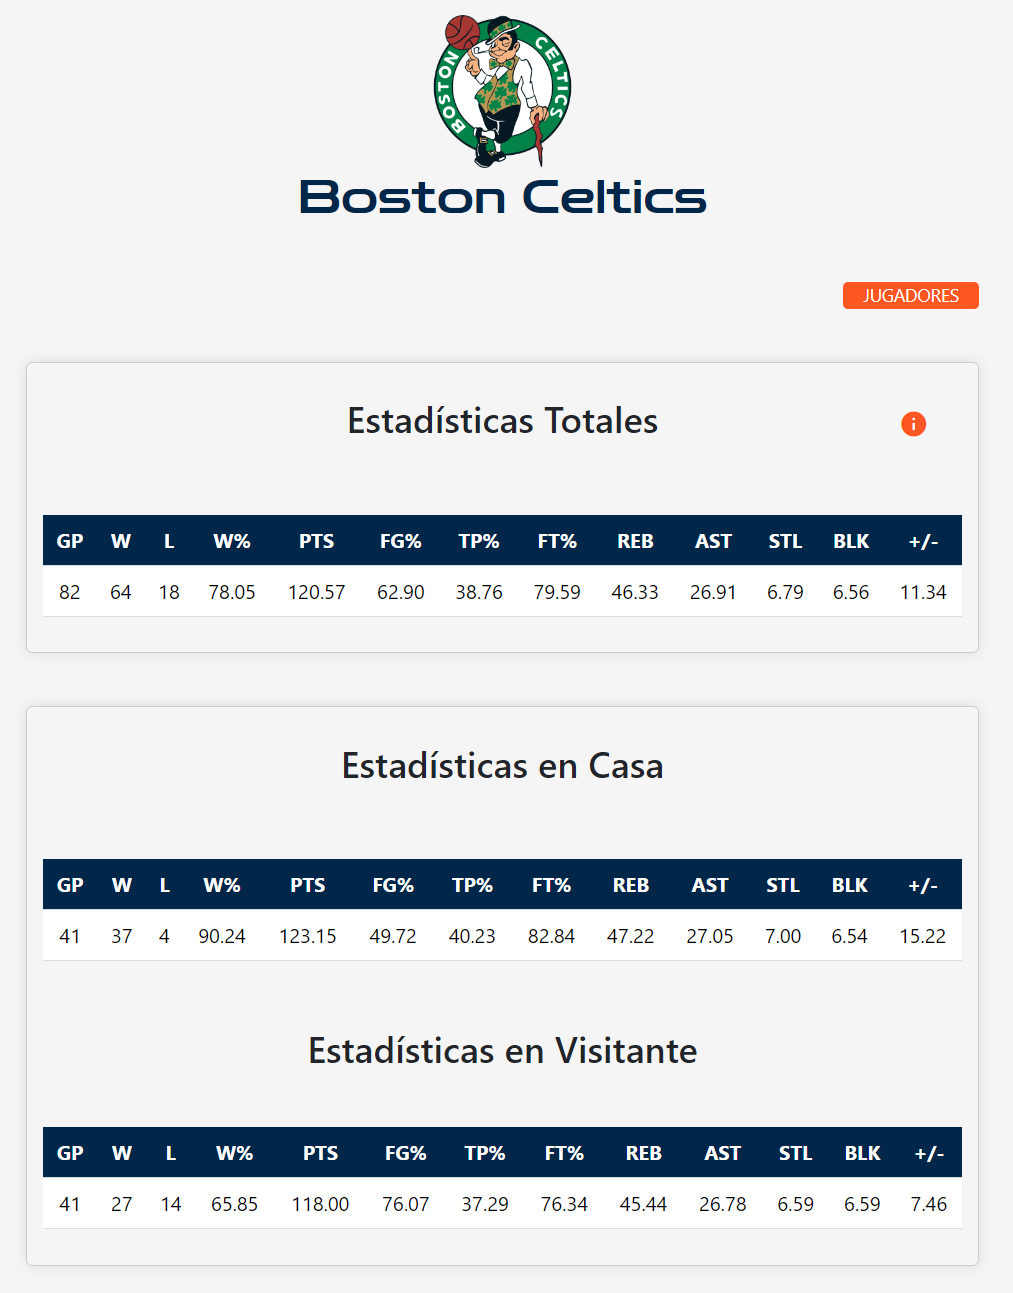 BOSTON CELTICS
Boston Celtics
JUGADORES
Estadísticas Totales
GP W L W% PTS FG% TP% FT% REB AST STL BLK +/-
82 64 18 78.05 120.57 62.90 38.76 79.59 46.33 26.91 6.79 6.56 11.34
Estadísticas en Casa
GP W L W% PTS FG% TP% FT% REB AST STL BLK +/-
41 37 4 90.24 123.15 49.72 40.23 82.84 47.22 27.05 7.00 6.54 15.22
Estadísticas en Visitante
GP W L W% PTS FG% TP% FT% REB AST STL BLK +/-
41 27 14 65.85 118.00 76.07 37.29 76.34 45.44 26.78 6.59 6.59 7.46